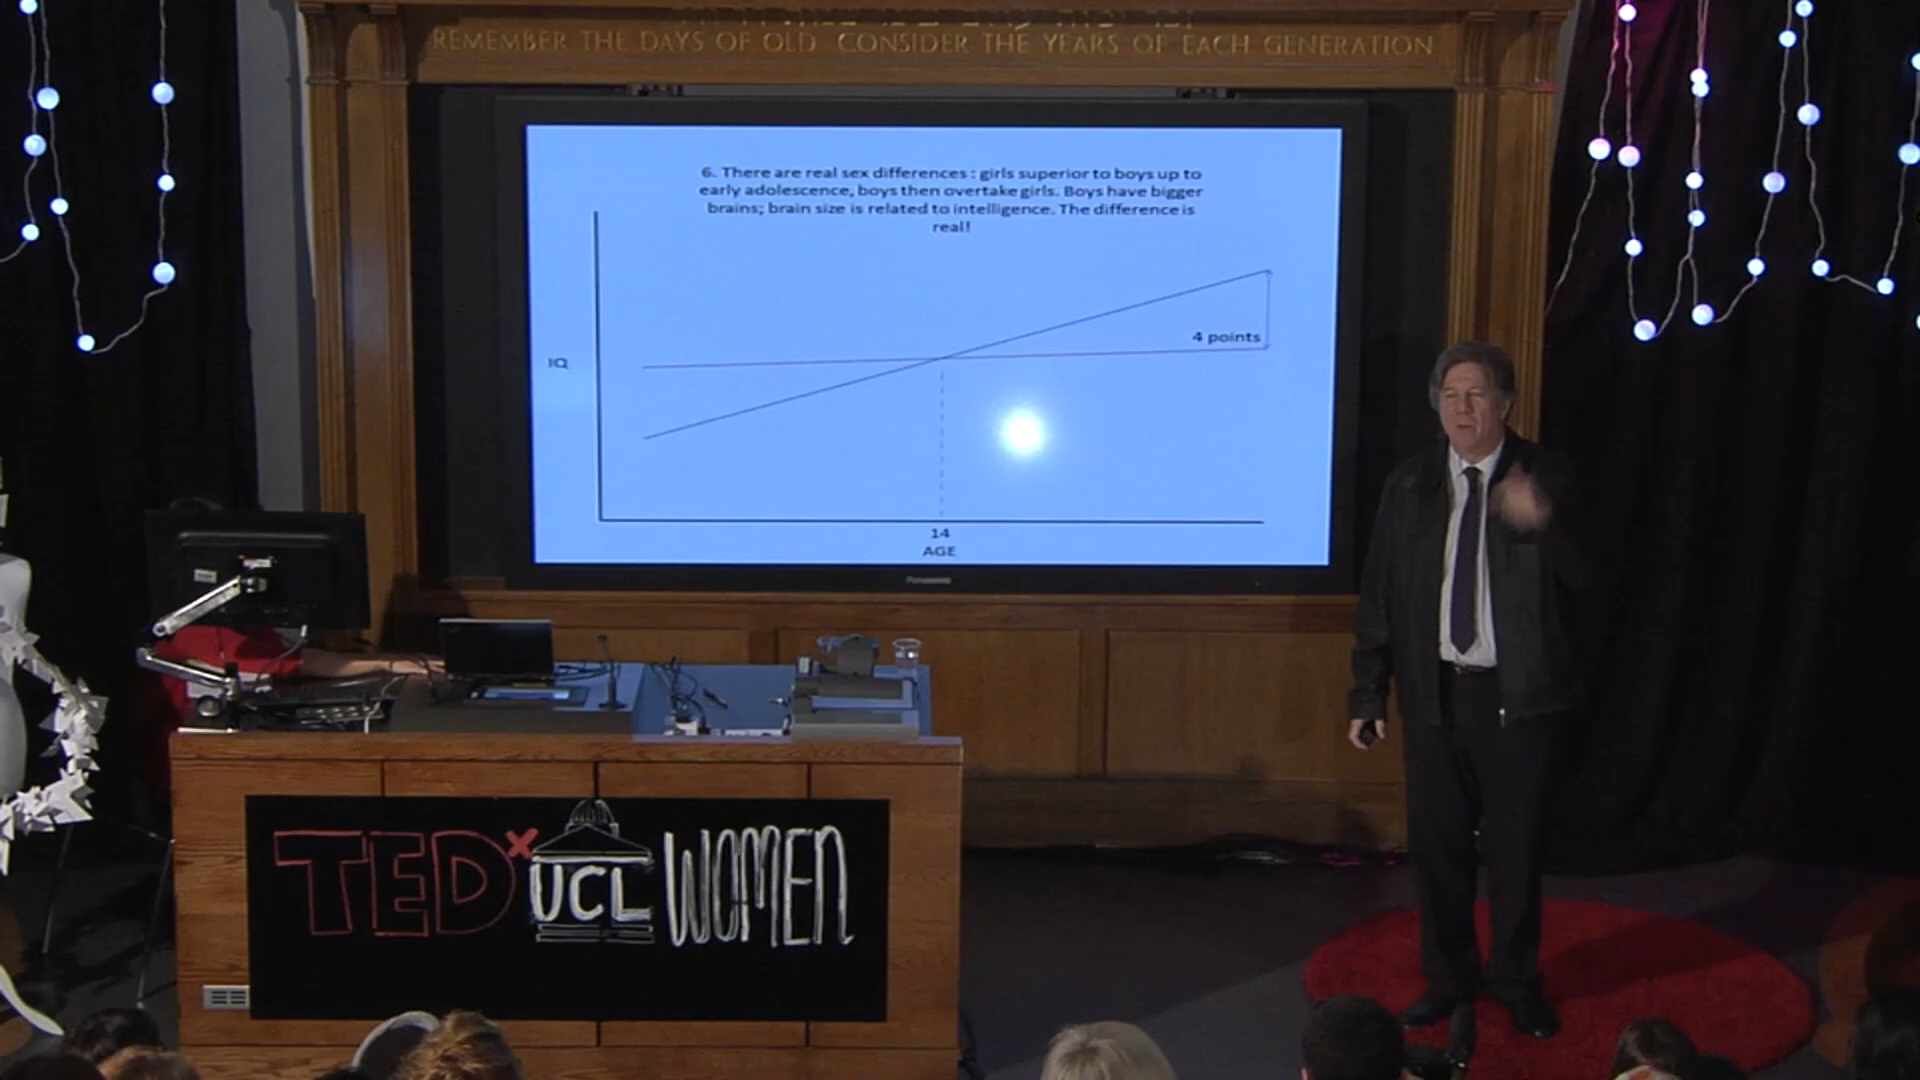 REMEMBER THE DAYS OF OLD CONSIDER THE YEARS OF EACH GENERATION
6. There are real sex differences : girls superior to boys up to
early adolescence, boys then overtake girls. Boys have bigger
brains; brain size is related to intelligence. The difference is
real!
4 points
IQ
14
AGE
Panasonic
TEDx UCL WOMEN